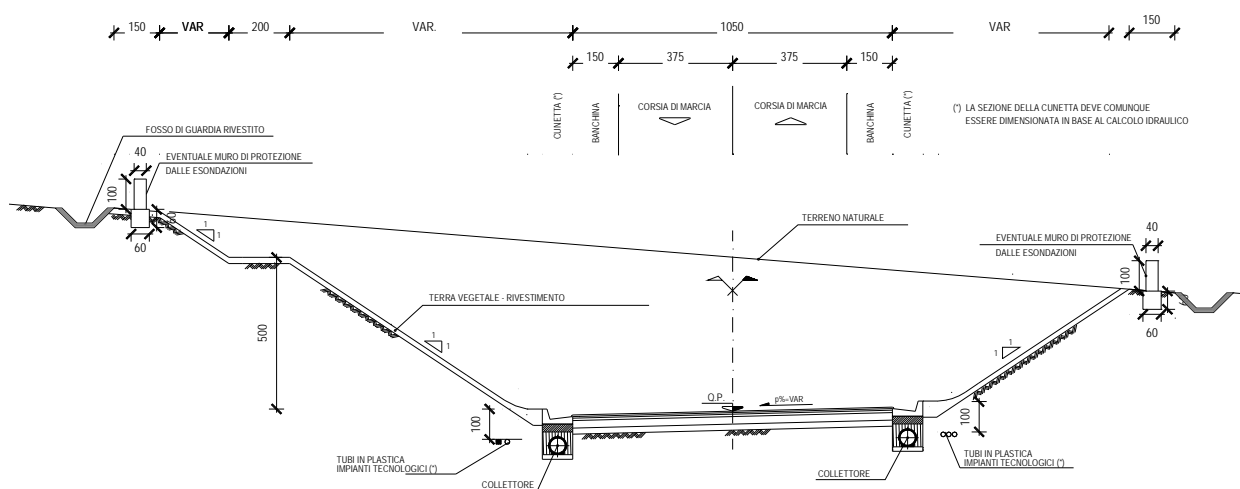 150 VAR 200 VAR. 1050 VAR 150
150 375 375 150
CUNETTA (*)
BANCHINA
CORSIA DI MARCIA
CORSIA DI MARCIA
BANCHINA
CUNETTA (*)
(*) LA SEZIONE DELLA CUNETTA DEVE COMUNQUE
ESSERE DIMENSIONATA IN BASE AL CALCOLO IDRAULICO
FOSSO DI GUARDIA RIVESTITO
40
EVENTUALE MURO DI PROTEZIONE
DALLE ESONDAZIONI
100
60
1
1
TERRENO NATURALE
40
EVENTUALE MURO DI PROTEZIONE
DALLE ESONDAZIONI
100
60
TERRA VEGETALE - RIVESTIMENTO
500
1
1
1
1
Q.P.
p%=VAR
100
100
TUBI IN PLASTICA
IMPIANTI TECNOLOGICI (*)
COLLETTORE
COLLETTORE
TUBI IN PLASTICA
IMPIANTI TECNOLOGICI (*)